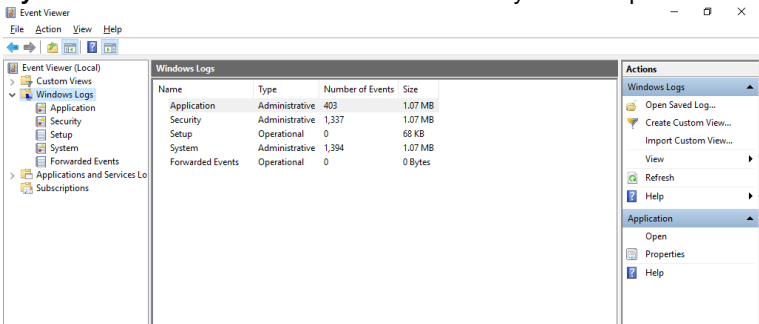 Event Viewer
File Action View Help
Event Viewer (Local)
Custom Views
Windows Logs
Application
Security
Setup
System
Forwarded Events
Applications and Services Lo
Subscriptions
Windows Logs
Name Type Number of Events Size
Application Administrative 403 1.07 MB
Security Administrative 1,337 1.07 MB
Setup Operational 0 68 KB
System Administrative 1,394 1.07 MB
Forwarded Events Operational 0 0 Bytes
Actions
Windows Logs
Open Saved Log...
Create Custom View...
Import Custom View...
View
Refresh
Help
Application
Open
Properties
Help